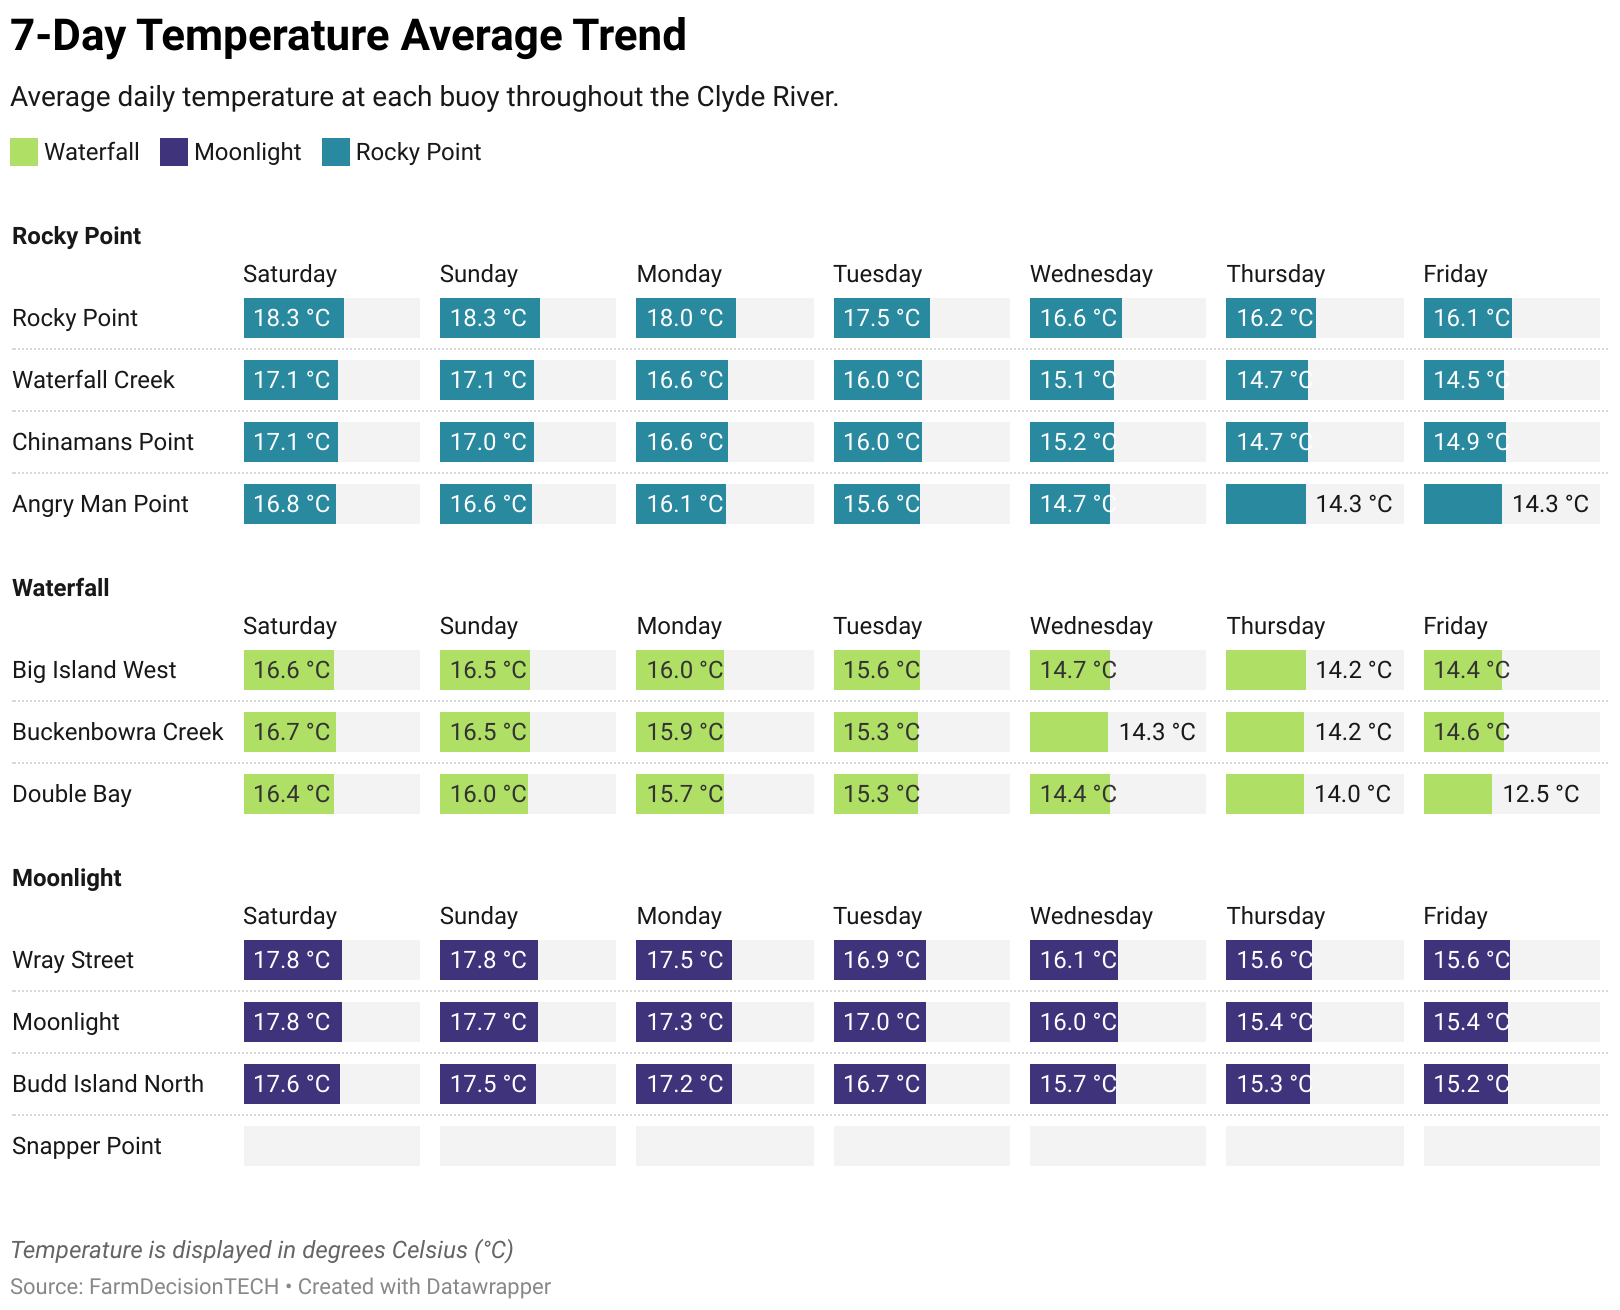 7-Day Temperature Average Trend
Average daily temperature at each buoy throughout the Clyde River.
Waterfall Moonlight Rocky Point
Rocky Point
Saturday Sunday Monday Tuesday Wednesday Thursday Friday
Rocky Point 18.3 °C 18.3 °C 18.0 °C 17.5 °C 16.6 °C 16.2 °C 16.1 °C
Waterfall Creek 17.1 °C 17.1 °C 16.6 °C 16.0 °C 15.1 °C 14.7 °C 14.5 °C
Chinamans Point 17.1 °C 17.0 °C 16.6 °C 16.0 °C 15.2 °C 14.7 °C 14.9 °C
Angry Man Point 16.8 °C 16.6 °C 16.1 °C 15.6 °C 14.7 °C 14.3 °C 14.3 °C
Waterfall
Saturday Sunday Monday Tuesday Wednesday Thursday Friday
Big Island West 16.6 °C 16.5 °C 16.0 °C 15.6 °C 14.7 °C 14.2 °C 14.4 °C
Buckenbowra Creek 16.7 °C 16.5 °C 15.9 °C 15.3 °C 14.3 °C 14.2 °C 14.6 °C
Double Bay 16.4 °C 16.0 °C 15.7 °C 15.3 °C 14.4 °C 14.0 °C 12.5 °C
Moonlight
Saturday Sunday Monday Tuesday Wednesday Thursday Friday
Wray Street 17.8 °C 17.8 °C 17.5 °C 16.9 °C 16.1 °C 15.6 °C 15.6 °C
Moonlight 17.8 °C 17.7 °C 17.3 °C 17.0 °C 16.0 °C 15.4 °C 15.4 °C
Budd Island North 17.6 °C 17.5 °C 17.2 °C 16.7 °C 15.7 °C 15.3 °C 15.2 °C
Snapper Point
Temperature is displayed in degrees Celsius (°C)
Source: FarmDecisionTECH • Created with Datawrapper